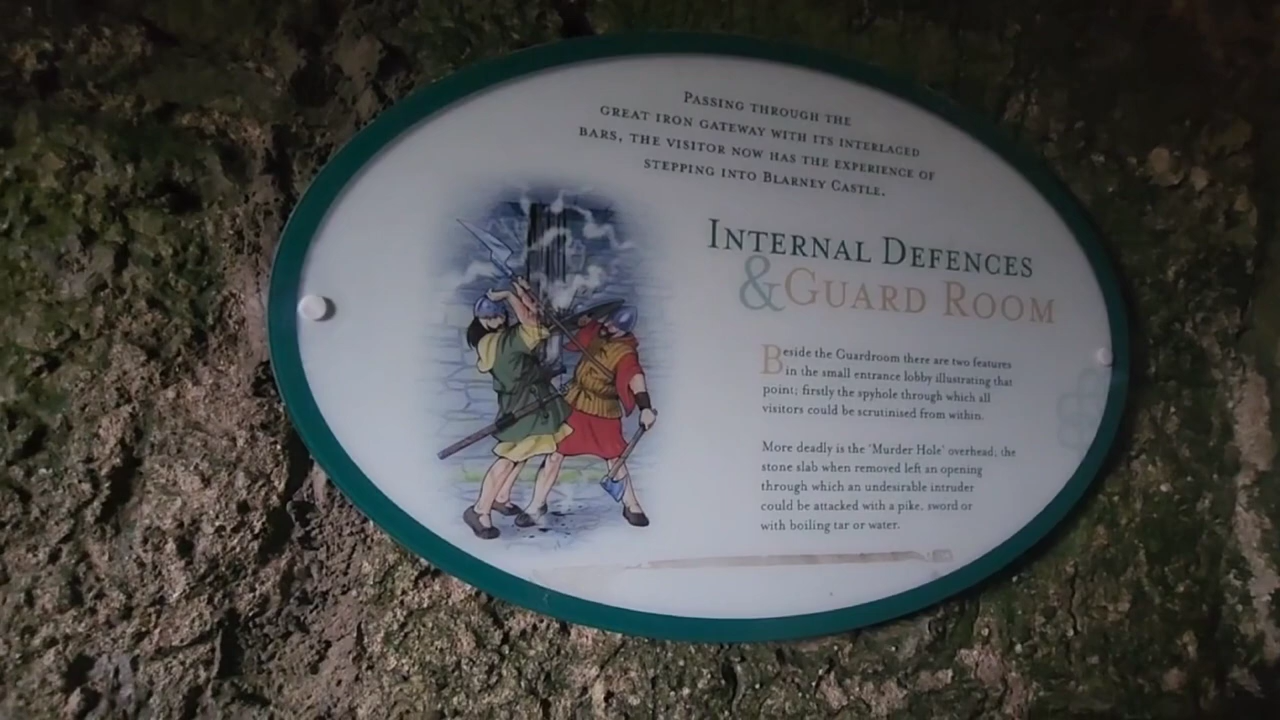 PASSING THROUGH THE
GREAT IRON GATEWAY WITH ITS INTERLACED
BARS, THE VISITOR NOW HAS THE EXPERIENCE OF
STEPPING INTO BLARNEY CASTLE.
INTERNAL DEFENCES
& GUARD ROOM
Beside the Guardroom there are two features
in the small entrance lobby illustrating that
point; firstly the spyhole through which all
visitors could be scrutinised from within.
More deadly is the 'Murder Hole' overhead, the
stone slab when removed left an opening
through which an undesirable intruder
could be attacked with a pike, sword or
with boiling tar or water.